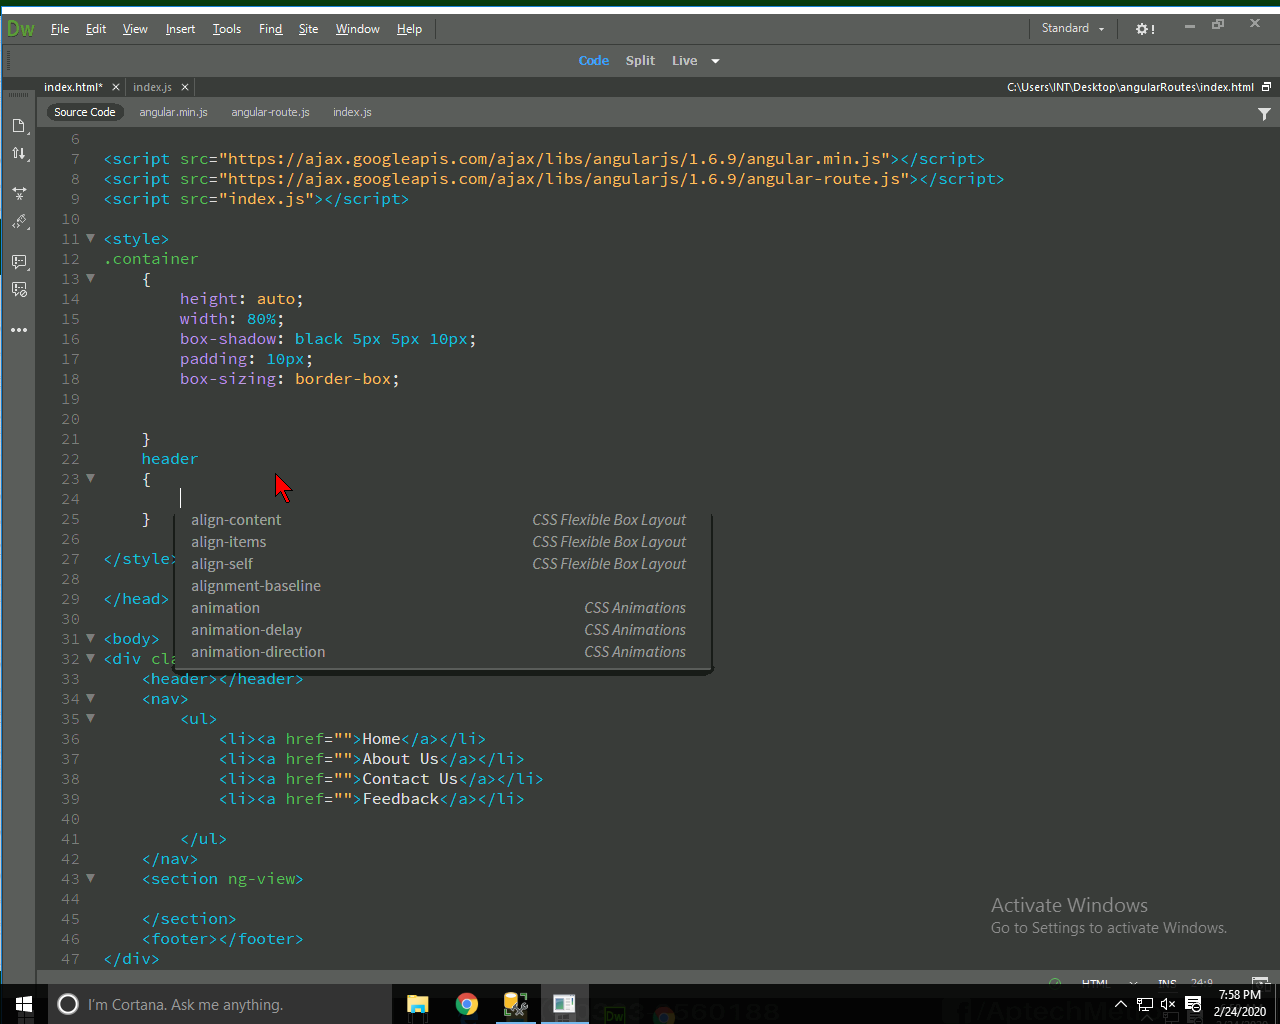 Dw File Edit View Insert Tools Find Site Window Help Standard
Code Split Live
index.html* index.js C:\Users\INT\Desktop\angularRoutes\index.html
Source Code angular.min.js angular-route.js index.js
6
7 <script src="https://ajax.googleapis.com/ajax/libs/angularjs/1.6.9/angular.min.js"></script>
8 <script src="https://ajax.googleapis.com/ajax/libs/angularjs/1.6.9/angular-route.js"></script>
9 <script src="index.js"></script>
10
11 <style>
12 .container
13 {
14 height: auto;
15 width: 80%;
16 box-shadow: black 5px 5px 10px;
17 padding: 10px;
18 box-sizing: border-box;
19
20
21 }
22 header
23 {
24
25 }
26
27 </style>
28
29 </head>
30
31 <body>
32 <div cla
33 <header></header>
34 <nav>
35 <ul>
36 <li><a href="">Home</a></li>
37 <li><a href="">About Us</a></li>
38 <li><a href="">Contact Us</a></li>
39 <li><a href="">Feedback</a></li>
40
41 </ul>
42 </nav>
43 <section ng-view>
44
45 </section>
46 <footer></footer>
47 </div>
align-content CSS Flexible Box Layout
align-items CSS Flexible Box Layout
align-self CSS Flexible Box Layout
alignment-baseline
animation CSS Animations
animation-delay CSS Animations
animation-direction CSS Animations
Activate Windows
Go to Settings to activate Windows.
HTML INS 24:9
I'm Cortana. Ask me anything.
7:58 PM
2/24/2020